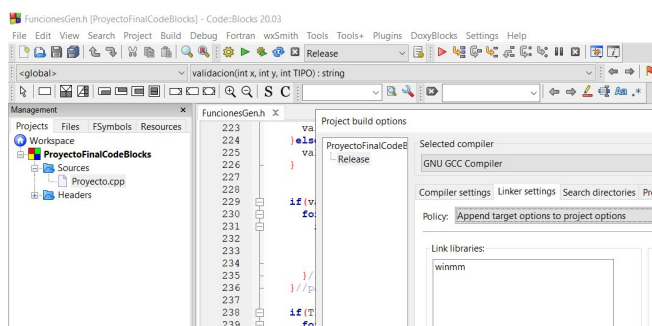 FuncionesGen.h [ProyectoFinalCodeBlocks] - Code::Blocks 20.03
File Edit View Search Project Build Debug Fortran wxSmith Tools Tools+ Plugins DoxyBlocks Settings Help
Release
<global>
validacion(int x, int y, int TIPO) : string
S C
Aa .*
Management
Projects Files FSymbols Resources
Workspace
ProyectoFinalCodeBlocks
Sources
Proyecto.cpp
Headers
FuncionesGen.h
223 va
224 }else
225 va
226 }
227
228
229 if(va
230 fo
231
232
233
234
235 }/
236 }//p
237
238 if(T
239 fo
Project build options
ProyectoFinalCodeB
Release
Selected compiler
GNU GCC Compiler
Compiler settings Linker settings Search directories Pr
Policy: Append target options to project options
Link libraries:
winmm